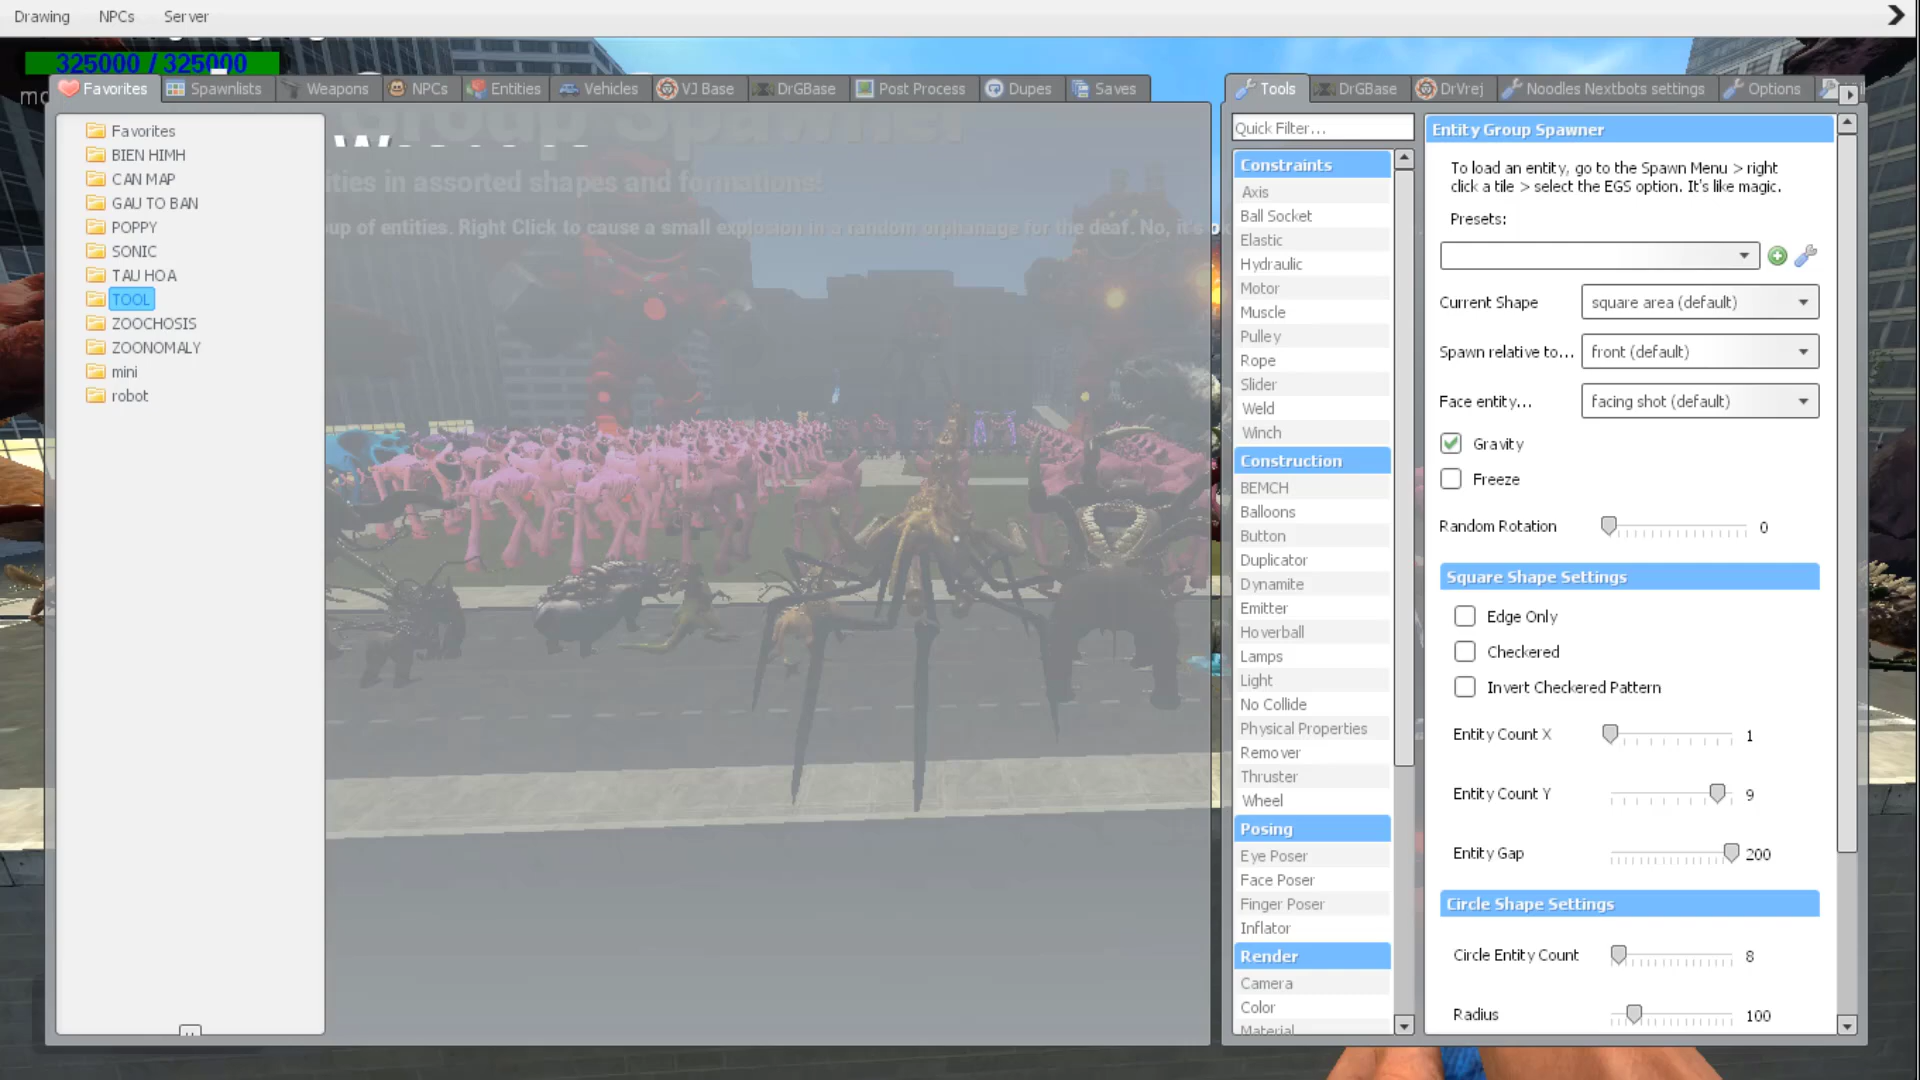 Drawing NPCs Server
325000 / 325000
Favorites Spawnlists Weapons NPCs Entities Vehicles VJ Base DrGBase Post Process Dupes Saves
Tools DrGBase DrVrej Noodles Nextbots settings Options
Favorites
BIEN HIMH
CAN MAP
GAU TO BAN
POPPY
SONIC
TAU HOA
TOOL
ZOOCHOSIS
ZOONOMALY
mini
robot
Group Spawner
ities in assorted shapes and formations!
up of entities. Right Click to cause a small explosion in a random orphanage for the deaf. No, it's ok
Quick Filter...
Constraints
Axis
Ball Socket
Elastic
Hydraulic
Motor
Muscle
Pulley
Rope
Slider
Weld
Winch
Construction
BEMCH
Balloons
Button
Duplicator
Dynamite
Emitter
Hoverball
Lamps
Light
No Collide
Physical Properties
Remover
Thruster
Wheel
Posing
Eye Poser
Face Poser
Finger Poser
Inflator
Render
Camera
Color
Material
Entity Group Spawner
To load an entity, go to the Spawn Menu > right
click a tile > select the EGS option. It's like magic.
Presets:
Current Shape square area (default)
Spawn relative to... front (default)
Face entity... facing shot (default)
Gravity
Freeze
Random Rotation 0
Square Shape Settings
Edge Only
Checkered
Invert Checkered Pattern
Entity Count X 1
Entity Count Y 9
Entity Gap 200
Circle Shape Settings
Circle Entity Count 8
Radius 100